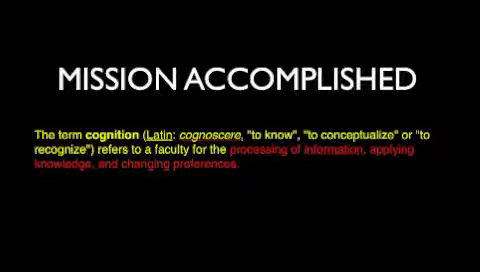 MISSION ACCOMPLISHED
The term cognition (Latin: cognoscere, "to know", "to conceptualize" or "to
recognize") refers to a faculty for the processing of information, applying
knowledge, and changing preferences.